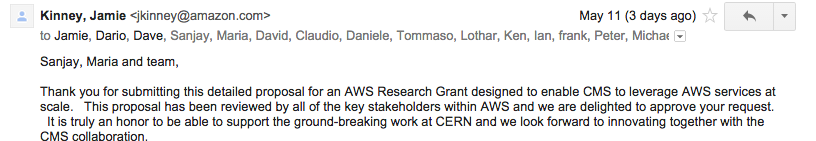 Kinney, Jamie <jkinney@amazon.com> May 11 (3 days ago)
to Jamie, Dario, Dave, Sanjay, Maria, David, Claudio, Daniele, Tommaso, Lothar, Ken, Ian, frank, Peter,
Sanjay, Maria and team,
Thank you for submitting this detailed proposal for an AWS Research Grant designed to enable CMS to leverage AWS services at
scale. This proposal has been reviewed by all of the key stakeholders within AWS and we are delighted to approve your request.
It is truly an honor to be able to support the ground-breaking work at CERN and we look forward to innovating together with the
CMS collaboration.